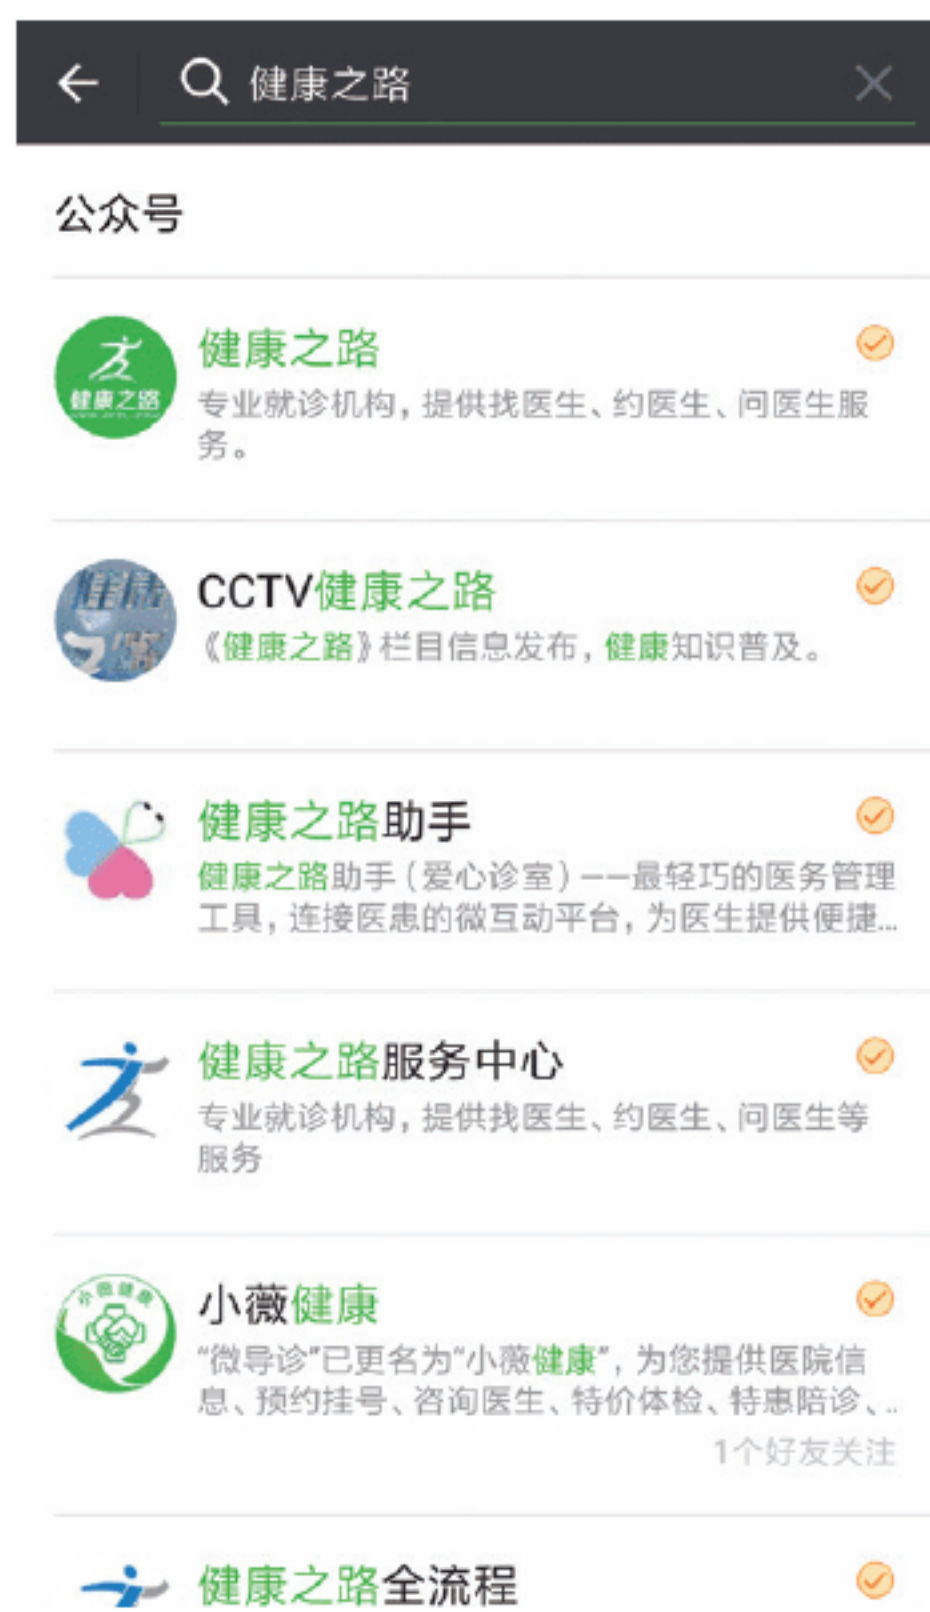 健康之路
公众号
健康之路
健康之路
专业就诊机构，提供找医生、约医生、问医生服
务。
CCTV健康之路
《健康之路》栏目信息发布，健康知识普及。
健康之路助手
健康之路助手（爱心诊室）——最轻巧的医务管理
工具，连接医患的微互动平台，为医生提供便捷...
健康之路服务中心
专业就诊机构，提供找医生、约医生、问医生等
服务
小薇健康
小薇健康
“微导诊”已更名为“小薇健康”，为您提供医院信
息、预约挂号、咨询医生、特价体检、特惠陪诊、..
1个好友关注
健康之路全流程